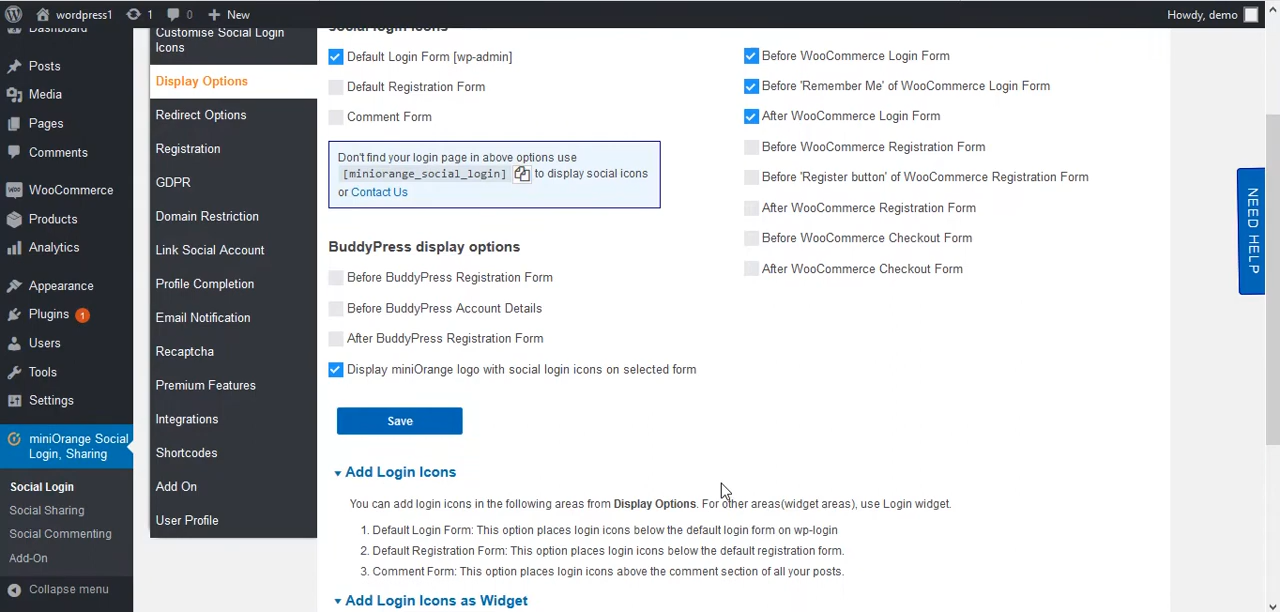 wordpress1
1
0
New
Howdy, demo
Dashboard
Posts
Media
Pages
Comments
WooCommerce
Products
Analytics
Appearance
Plugins 1
Users
Tools
Settings
miniOrange Social
Login, Sharing
Social Login
Social Sharing
Social Commenting
Add-On
Collapse menu
Customise Social Login
Icons
Display Options
Redirect Options
Registration
GDPR
Domain Restriction
Link Social Account
Profile Completion
Email Notification
Recaptcha
Premium Features
Integrations
Shortcodes
Add On
User Profile
social login icons
Default Login Form [wp-admin]
Default Registration Form
Comment Form
Don't find your login page in above options use
[miniorange_social_login] to display social icons
or Contact Us
BuddyPress display options
Before BuddyPress Registration Form
Before BuddyPress Account Details
After BuddyPress Registration Form
Display miniOrange logo with social login icons on selected form
Save
Before WooCommerce Login Form
Before 'Remember Me' of WooCommerce Login Form
After WooCommerce Login Form
Before WooCommerce Registration Form
Before 'Register button' of WooCommerce Registration Form
After WooCommerce Registration Form
Before WooCommerce Checkout Form
After WooCommerce Checkout Form
Add Login Icons
You can add login icons in the following areas from Display Options. For other areas(widget areas), use Login widget.
1. Default Login Form: This option places login icons below the default login form on wp-login
2. Default Registration Form: This option places login icons below the default registration form.
3. Comment Form: This option places login icons above the comment section of all your posts.
Add Login Icons as Widget
NEED HELP